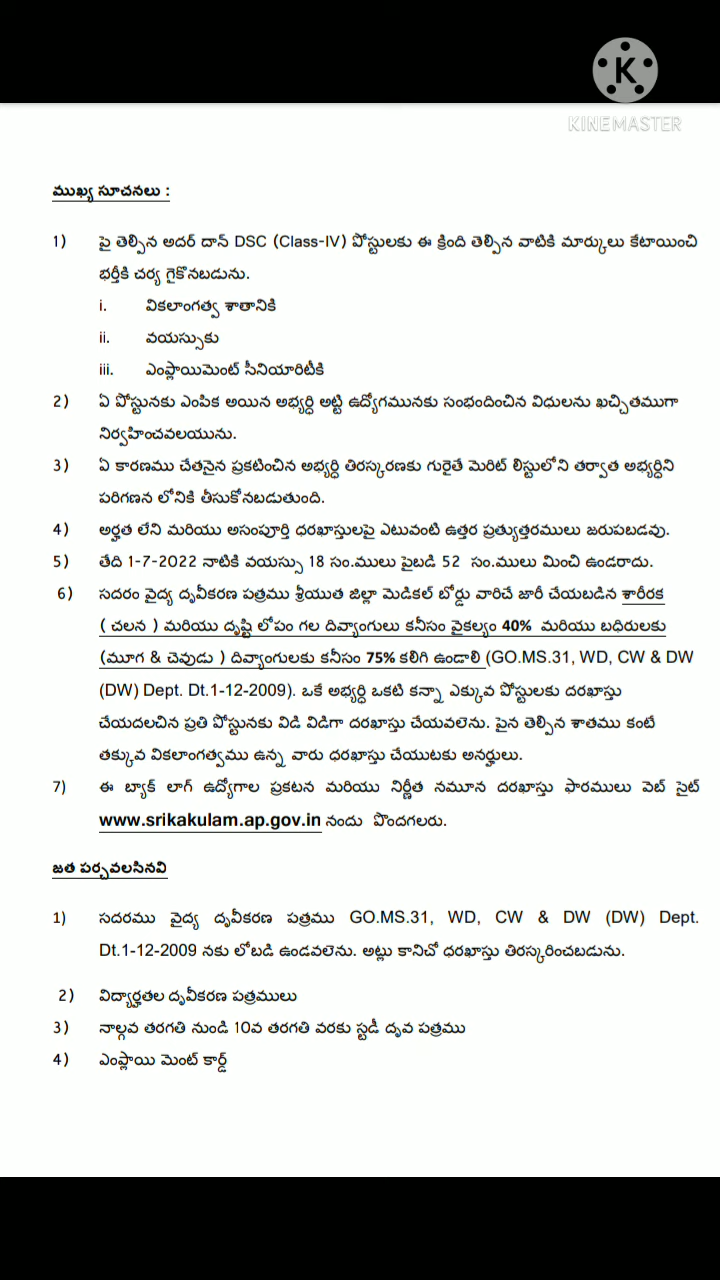 K
KINEMASTER
ముఖ్య సూచనలు :
1) పై తెల్పిన అదర్ దాన్ DSC (Class-IV) పోస్టులకు ఈ క్రింది తెల్పిన వాటికి మార్కులు కేటాయించి
భర్తీకి చర్య గైకొనబడును.
i. వికలాంగత్వ శాతానికి
ii. వయస్సుకు
iii. ఎంప్లాయిమెంట్ సీనియారిటీకి
2) ఏ పోస్టునకు ఎంపిక అయిన అభ్యర్ధి అట్టి ఉద్యోగమునకు సంభందించిన విధులను ఖచ్చితముగా
నిర్వహించవలయును.
3) ఏ కారణము చేతనైన ప్రకటించిన అభ్యర్ధి తిరస్కరణకు గురైతే మెరిట్ లిస్టులోని తర్వాత అభ్యర్ధిని
పరిగణన లోనికి తీసుకోనబడుతుంది.
4) అర్హత లేని మరియు అసంపూర్తి ధరఖాస్తులపై ఎటువంటి ఉత్తర ప్రత్యుత్తరములు జరుపబడవు.
5) తేది 1-7-2022 నాటికి వయస్సు 18 సం.ములు పైబడి 52 సం.ములు మించి ఉండరాదు.
6) సదరం వైద్య దృవీకరణ పత్రము శ్రీయుత జిల్లా మెడికల్ బోర్డు వారిచే జారీ చేయబడిన శారీరక
( చలన ) మరియు దృష్టి లోపం గల దివ్యాంగులు కనీసం వైకల్యం 40% మరియు బధిరులకు
(మూగ & చెవుడు ) దివ్యాంగులకు కనీసం 75% కలిగి ఉండాలి (GO.MS.31, WD, CW & DW
(DW) Dept. Dt.1-12-2009). ఒకే అభ్యర్ధి ఒకటి కన్నా ఎక్కువ పోస్టులకు దరఖాస్తు
చేయదలచిన ప్రతి పోస్టునకు విడి విడిగా దరఖాస్తు చేయవలెను. పైన తెల్పిన శాతము కంటే
తక్కువ వికలాంగత్వము ఉన్న వారు ధరఖాస్తు చేయుటకు అనర్హులు.
7) ఈ బ్యాక్ లాగ్ ఉద్యోగాల ప్రకటన మరియు నిర్ణీత నమూన దరఖాస్తు ఫారములు వెబ్ సైట్
www.srikakulam.ap.gov.in నందు పొందగలరు.
జత పర్చవలసినవి
1) సదరము వైద్య దృవీకరణ పత్రము GO.MS.31, WD, CW & DW (DW) Dept.
Dt.1-12-2009 నకు లోబడి ఉండవలెను. అట్లు కానిచో ధరఖాస్తు తిరస్కరించబడును.
2) విద్యార్హతల దృవీకరణ పత్రములు
3) నాల్గవ తరగతి నుండి 10వ తరగతి వరకు స్టడీ దృవ పత్రము
4) ఎంప్లాయి మెంట్ కార్డ్